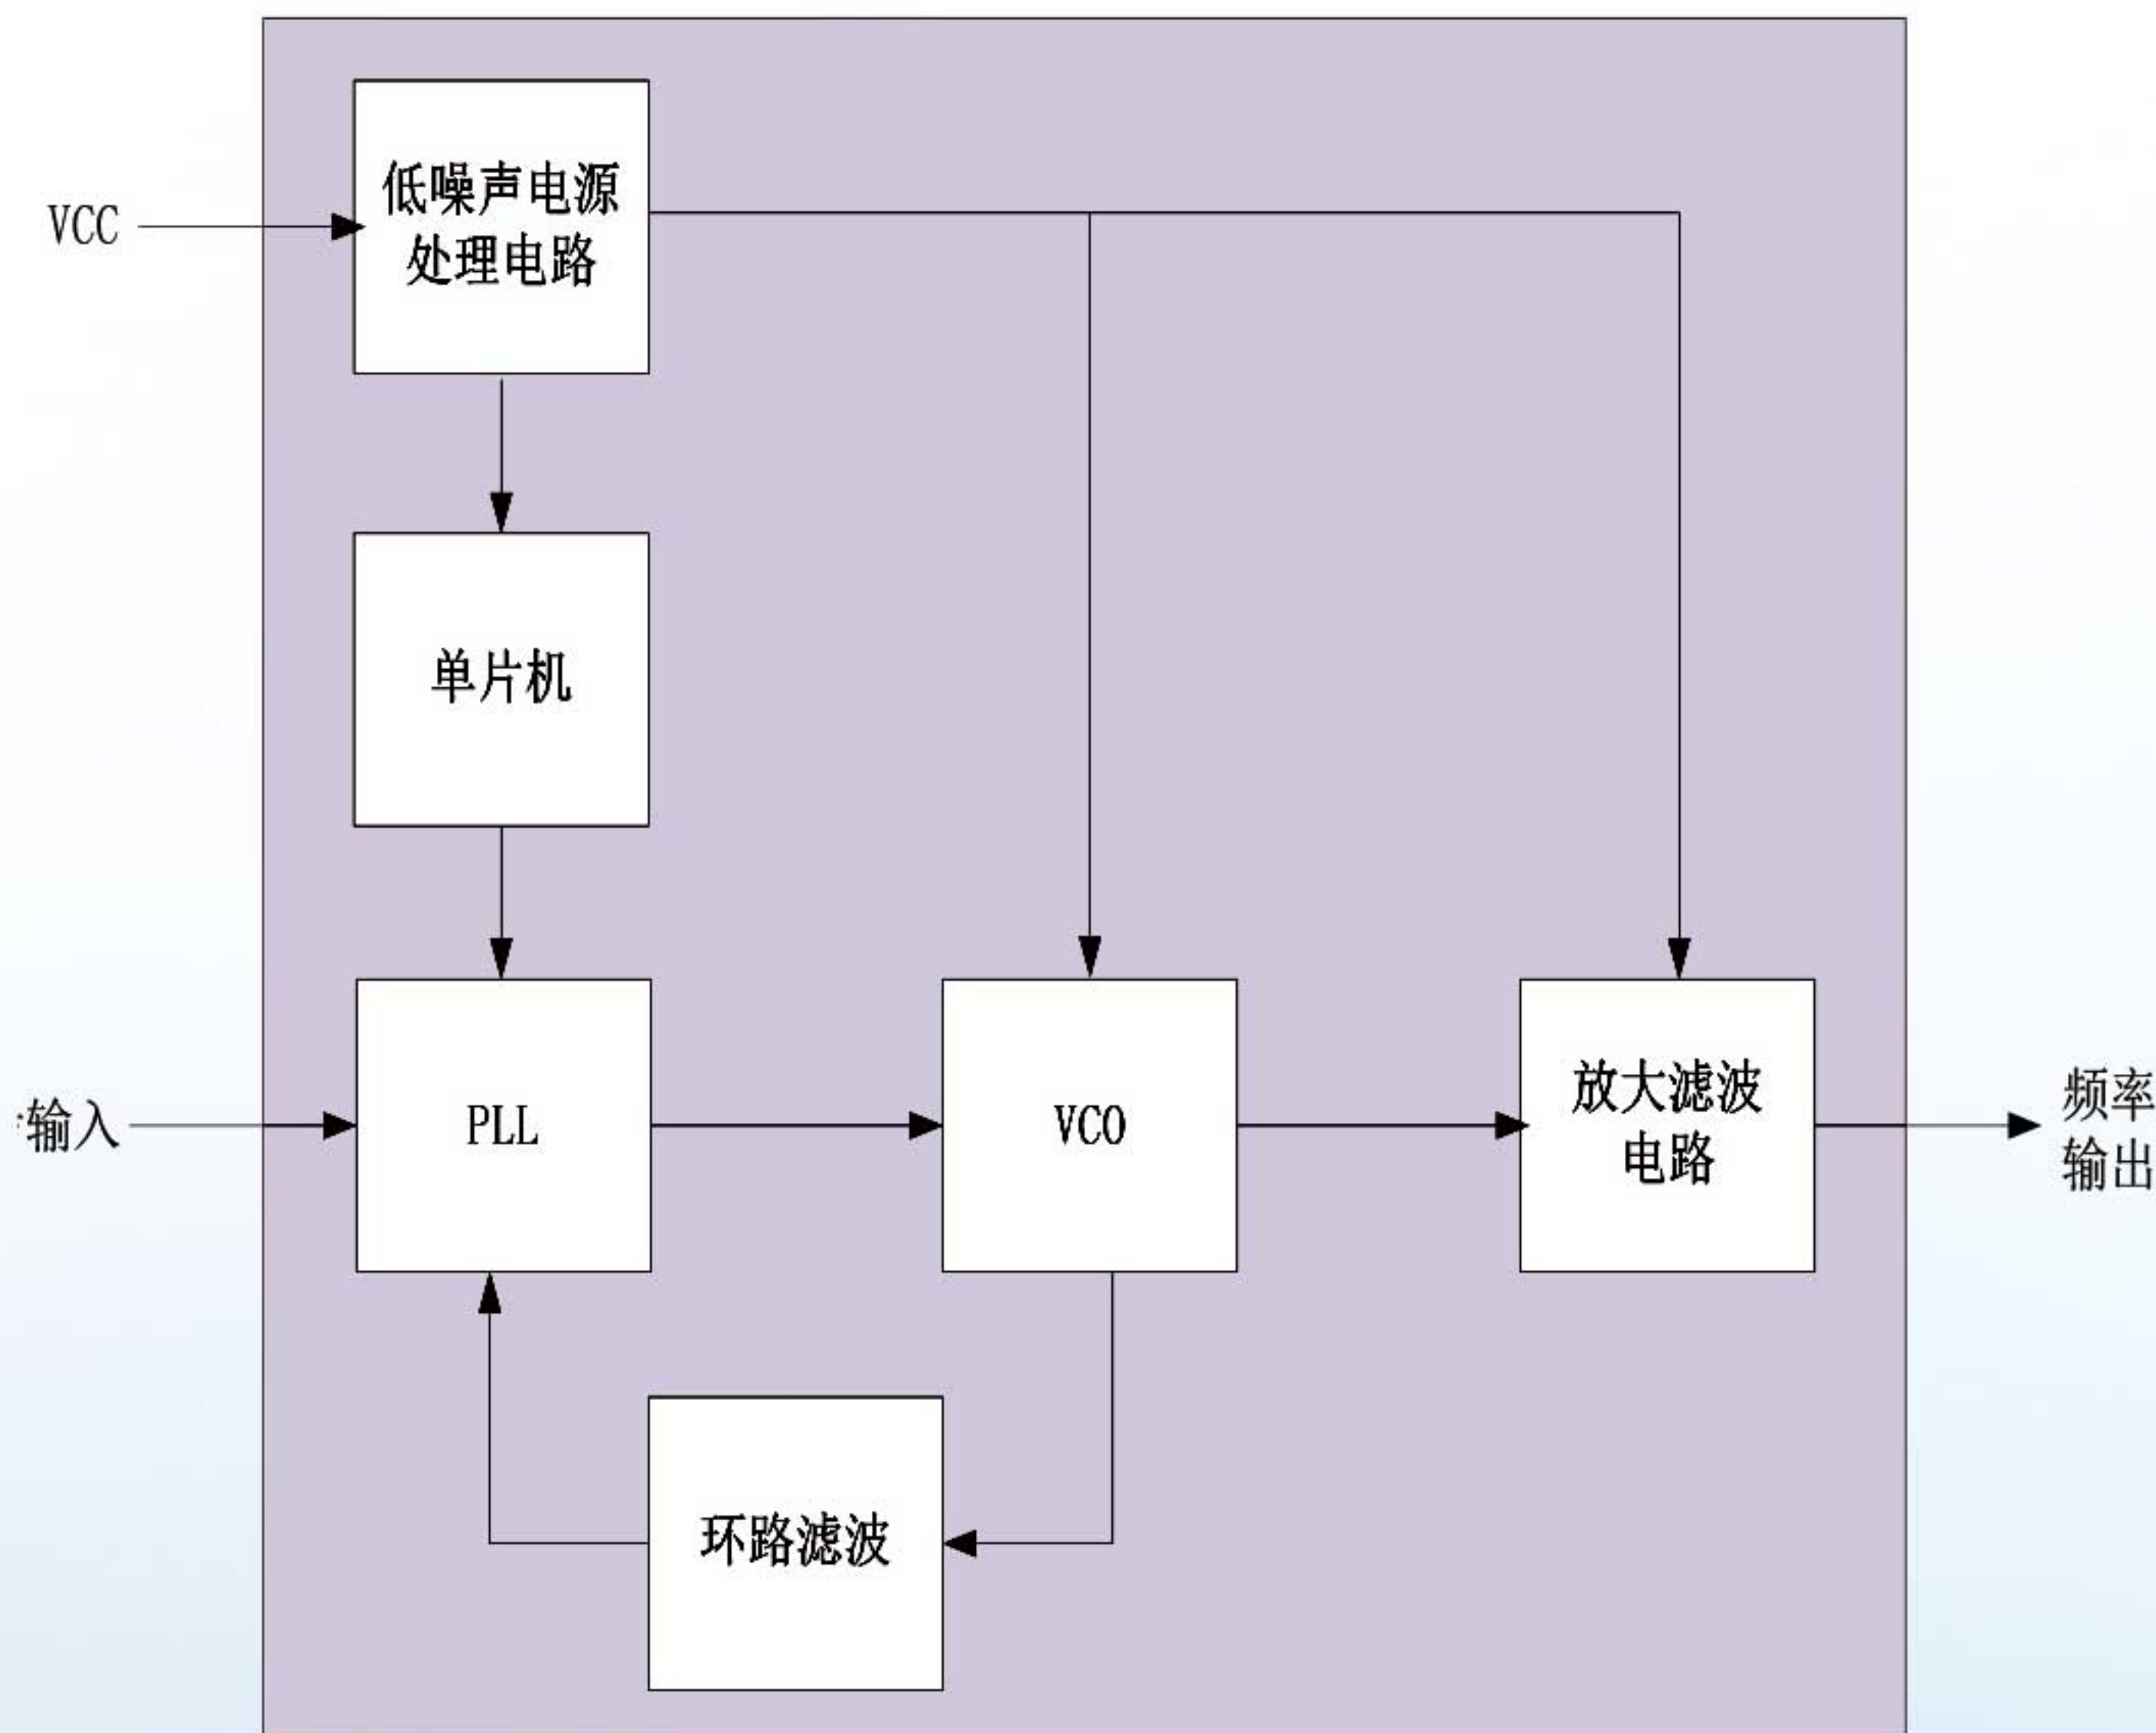 VCC
低噪声电源
处理电路
单片机
输入
PLL
VCO
放大滤波
电路
频率
输出
环路滤波